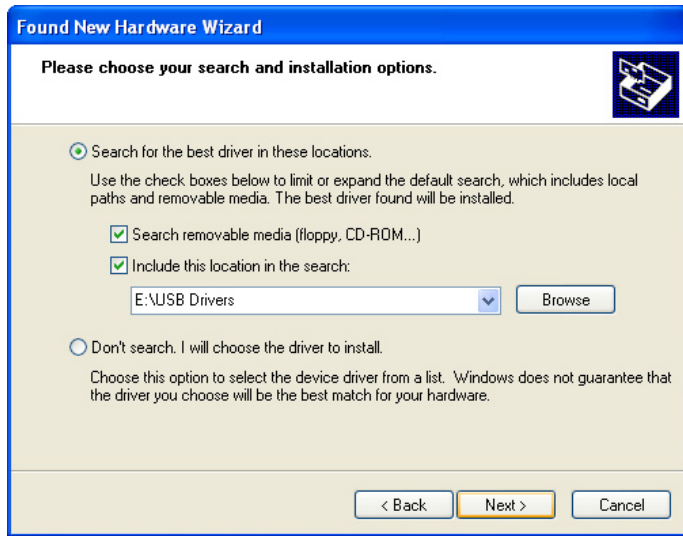 Found New Hardware Wizard
Please choose your search and installation options.
Search for the best driver in these locations.
Use the check boxes below to limit or expand the default search, which includes local
paths and removable media. The best driver found will be installed.
Search removable media (floppy, CD-ROM...)
Include this location in the search:
E:\USB Drivers
Browse
Don't search. I will choose the driver to install.
Choose this option to select the device driver from a list. Windows does not guarantee that
the driver you choose will be the best match for your hardware.
< Back
Next >
Cancel